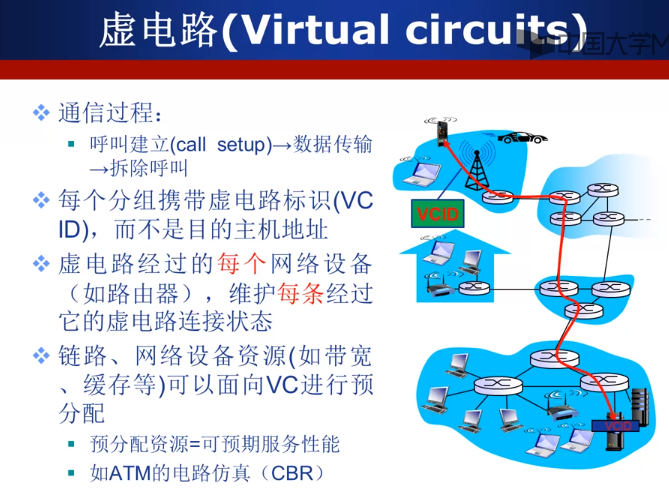 虚电路(Virtual circuits)
中国大学M
通信过程:
呼叫建立(call setup)→数据传输
→拆除呼叫
每个分组携带虚电路标识(VC
ID),而不是目的主机地址
虚电路经过的每个网络设备
(如路由器),维护每条经过
它的虚电路连接状态
链路、网络设备资源(如带宽
、缓存等)可以面向VC进行预
分配
预分配资源=可预期服务性能
如ATM的电路仿真(CBR)
VCID
VCID